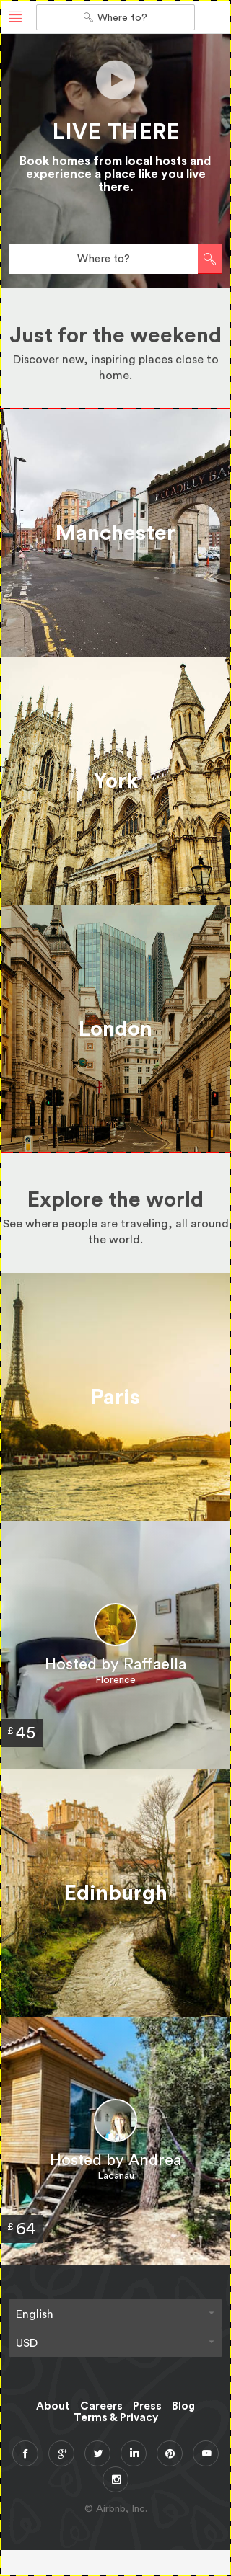 Where to?
LIVE THERE
Book homes from local hosts and
experience a place like you live
there.
Where to?
Just for the weekend
Discover new, inspiring places close to
home.
PICCADILLY BA
Manchester
York
London
Explore the world
See where people are traveling, all around
the world.
Paris
Hosted by Raffaella
Florence
£45
Edinburgh
Hosted by Andrea
Lacanau
£64
English
USD
About Careers Press Blog
Terms & Privacy
© Airbnb, Inc.